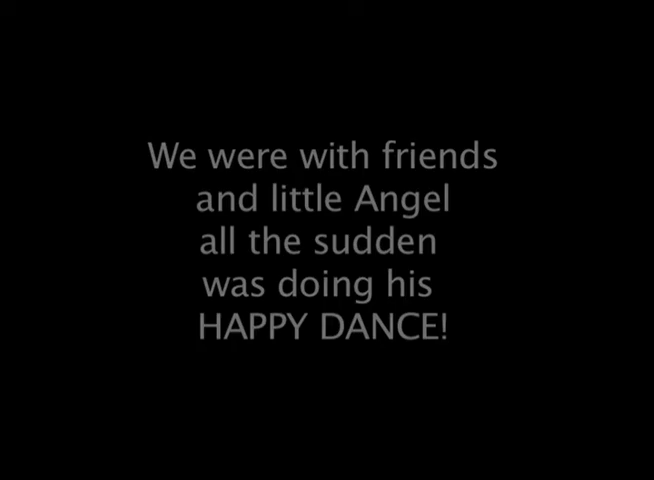 We were with friends
and little Angel
all the sudden
was doing his
HAPPY DANCE!